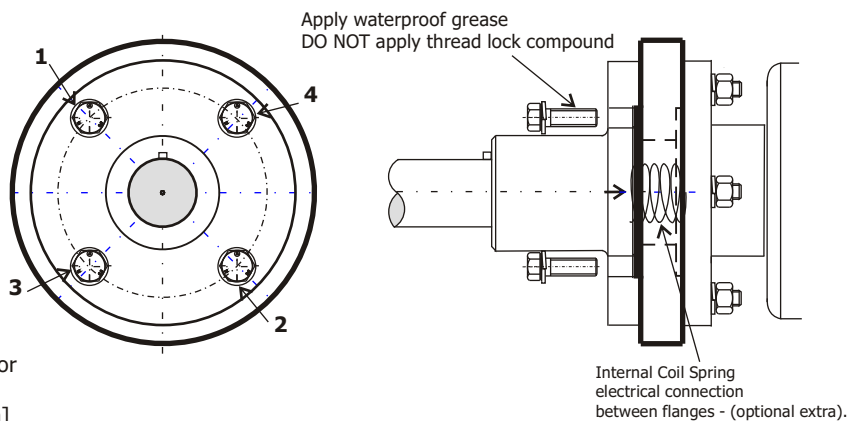 Apply waterproof grease
DO NOT apply thread lock compound
1
4
3
2
or
Internal Coil Spring
electrical connection
between flanges - (optional extra).